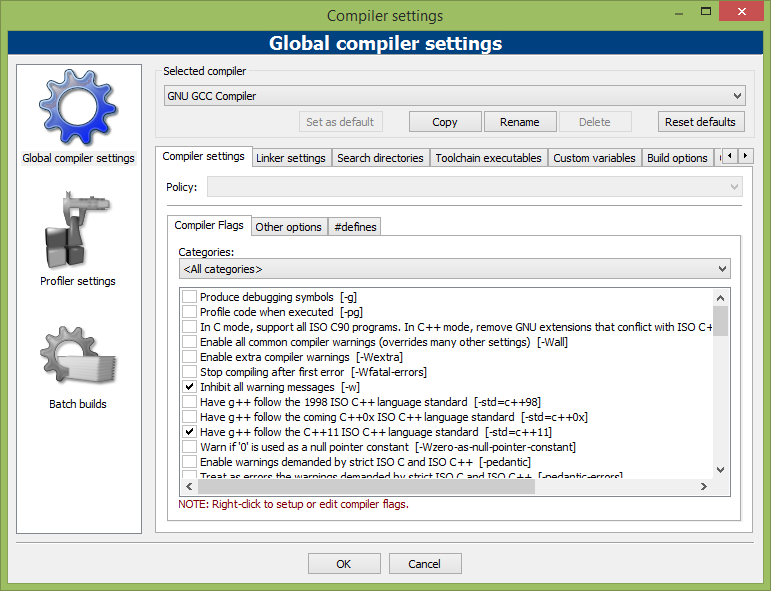 Compiler settings
Global compiler settings
Global compiler settings
Profiler settings
Batch builds
Selected compiler
GNU GCC Compiler
Set as default
Copy
Rename
Delete
Reset defaults
Compiler settings
Linker settings
Search directories
Toolchain executables
Custom variables
Build options
Policy:
Compiler Flags
Other options
#defines
Categories:
<All categories>
Produce debugging symbols [-g]
Profile code when executed [-pg]
In C mode, support all ISO C90 programs. In C++ mode, remove GNU extensions that conflict with ISO C+
Enable all common compiler warnings (overrides many other settings) [-Wall]
Enable extra compiler warnings [-Wextra]
Stop compiling after first error [-Wfatal-errors]
Inhibit all warning messages [-w]
Have g++ follow the 1998 ISO C++ language standard [-std=c++98]
Have g++ follow the coming C++0x ISO C++ language standard [-std=c++0x]
Have g++ follow the C++11 ISO C++ language standard [-std=c++11]
Warn if '0' is used as a null pointer constant [-Wzero-as-null-pointer-constant]
Enable warnings demanded by strict ISO C and ISO C++ [-pedantic]
Treat as errors the warnings demanded by strict ISO C and ISO C++ [-pedantic-errors]
NOTE: Right-click to setup or edit compiler flags.
OK
Cancel